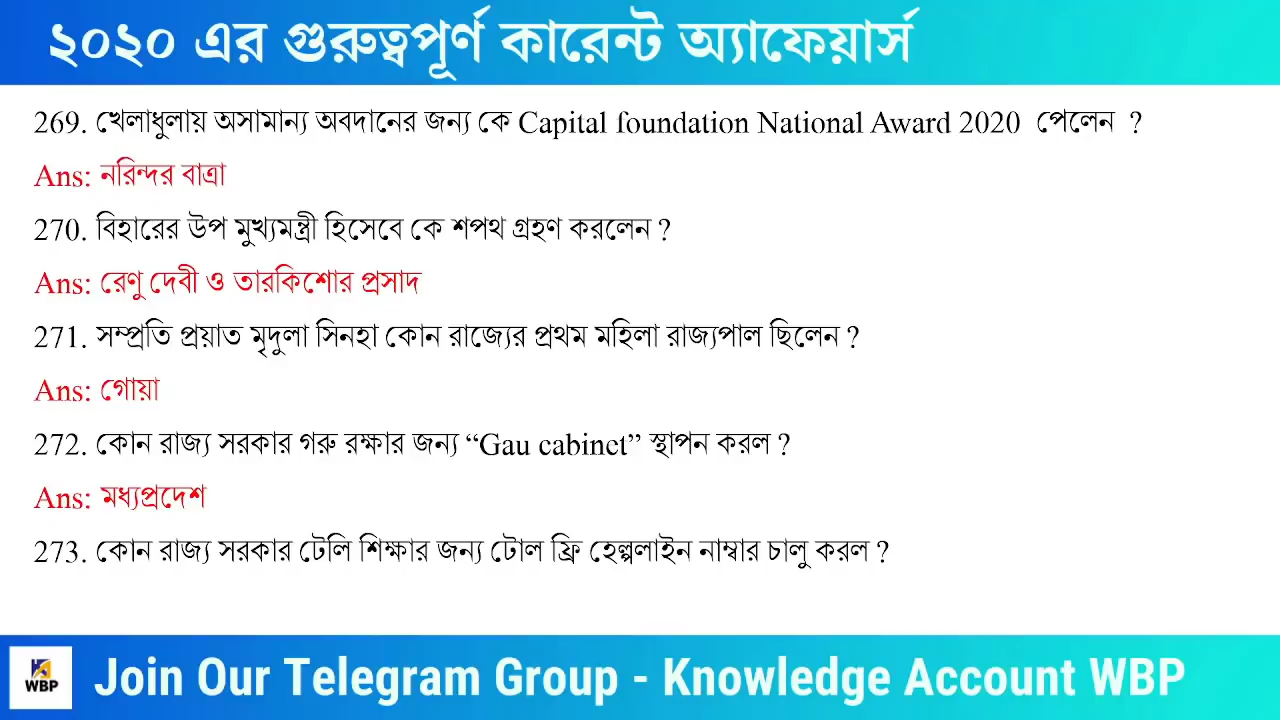 ২০২০ এর গুরুত্বপূর্ণ কারেন্ট অ্যাফেয়ার্স
269. খেলাধুলায় অসামান্য অবদানের জন্য কে Capital foundation National Award 2020 পেলেন ?
Ans: নরিন্দর বাত্রা
270. বিহারের উপ মুখ্যমন্ত্রী হিসেবে কে শপথ গ্রহণ করলেন ?
Ans: রেণু দেবী ও তারকিশোর প্রসাদ
271. সম্প্রতি প্রয়াত মৃদুলা সিনহা কোন রাজ্যের প্রথম মহিলা রাজ্যপাল ছিলেন ?
Ans: গোয়া
272. কোন রাজ্য সরকার গরু রক্ষার জন্য “Gau cabinet” স্থাপন করল ?
Ans: মধ্যপ্রদেশ
273. কোন রাজ্য সরকার টেলি শিক্ষার জন্য টোল ফ্রি হেল্পলাইন নাম্বার চালু করল ?
WBP
Join Our Telegram Group - Knowledge Account WBP